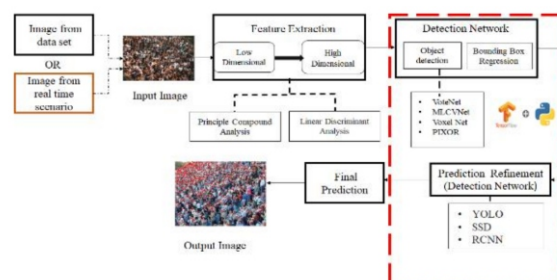 Image from
data set
OR
Image from
real time
scenario
Input Image
Feature Extraction
Low
Dimensional
High
Dimensional
Principle Compound
Analysis
Linear Discriminant
Analysis
Detection Network
Object
detection
Bounding Box
Regression
• VoteNet
• MLCVNet
• Voxel Net
• PIXOR
+
Prediction Refinement
(Detection Network)
• YOLO
• SSD
• RCNN
Final
Prediction
Output Image